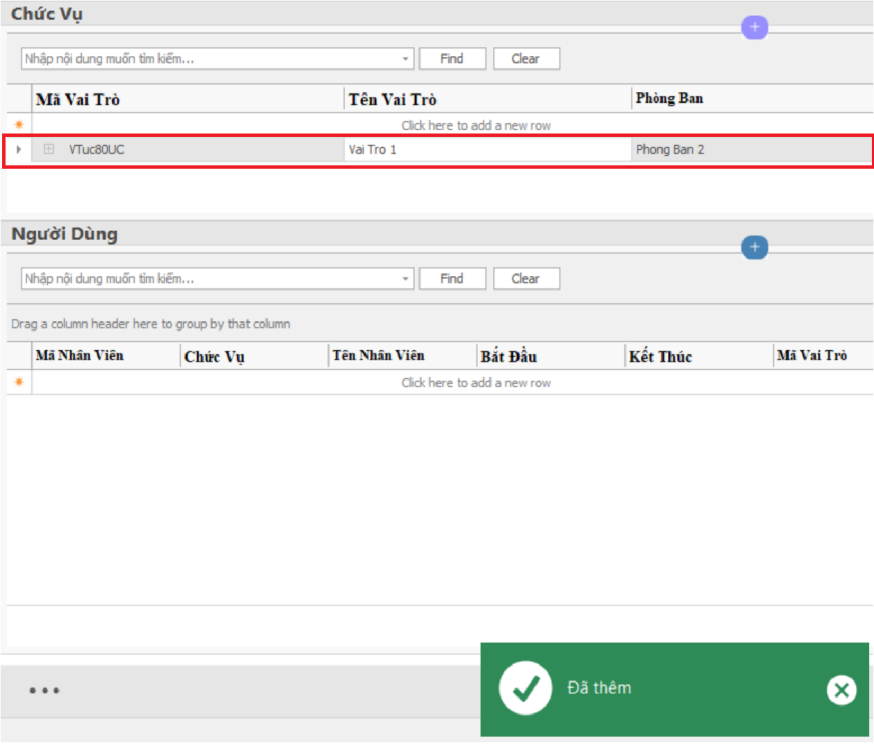 Chức Vụ
+
Nhập nội dung muốn tìm kiếm... Find Clear
Mã Vai Trò Tên Vai Trò Phòng Ban
Click here to add a new row
VTuc80UC Vai Tro 1 Phong Ban 2
Người Dùng
+
Nhập nội dung muốn tìm kiếm... Find Clear
Drag a column header here to group by that column
Mã Nhân Viên Chức Vụ Tên Nhân Viên Bắt Đầu Kết Thúc Mã Vai Trò
Click here to add a new row
Đã thêm